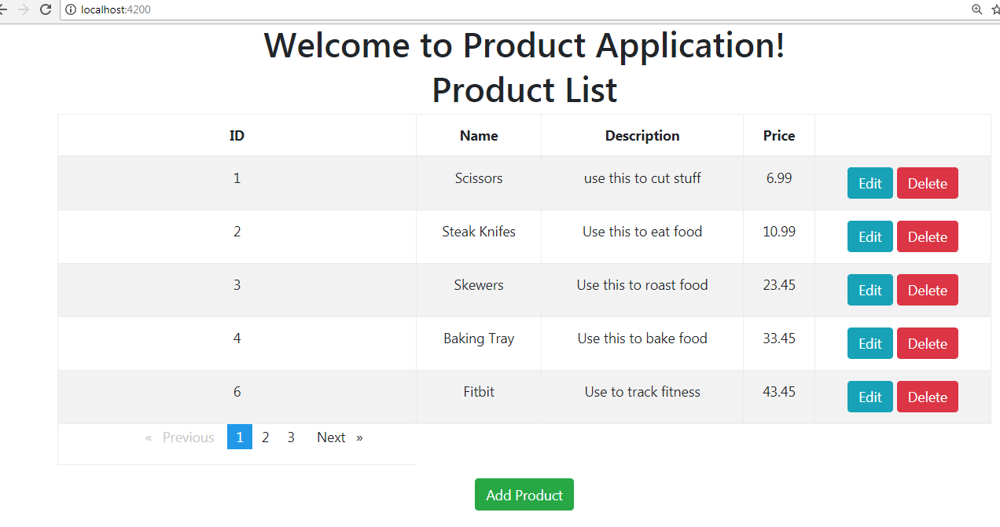 localhost:4200
Welcome to Product Application!
Product List
ID Name Description Price
1 Scissors use this to cut stuff 6.99 Edit Delete
2 Steak Knifes Use this to eat food 10.99 Edit Delete
3 Skewers Use this to roast food 23.45 Edit Delete
4 Baking Tray Use this to bake food 33.45 Edit Delete
6 Fitbit Use to track fitness 43.45 Edit Delete
« Previous 1 2 3 Next »
Add Product